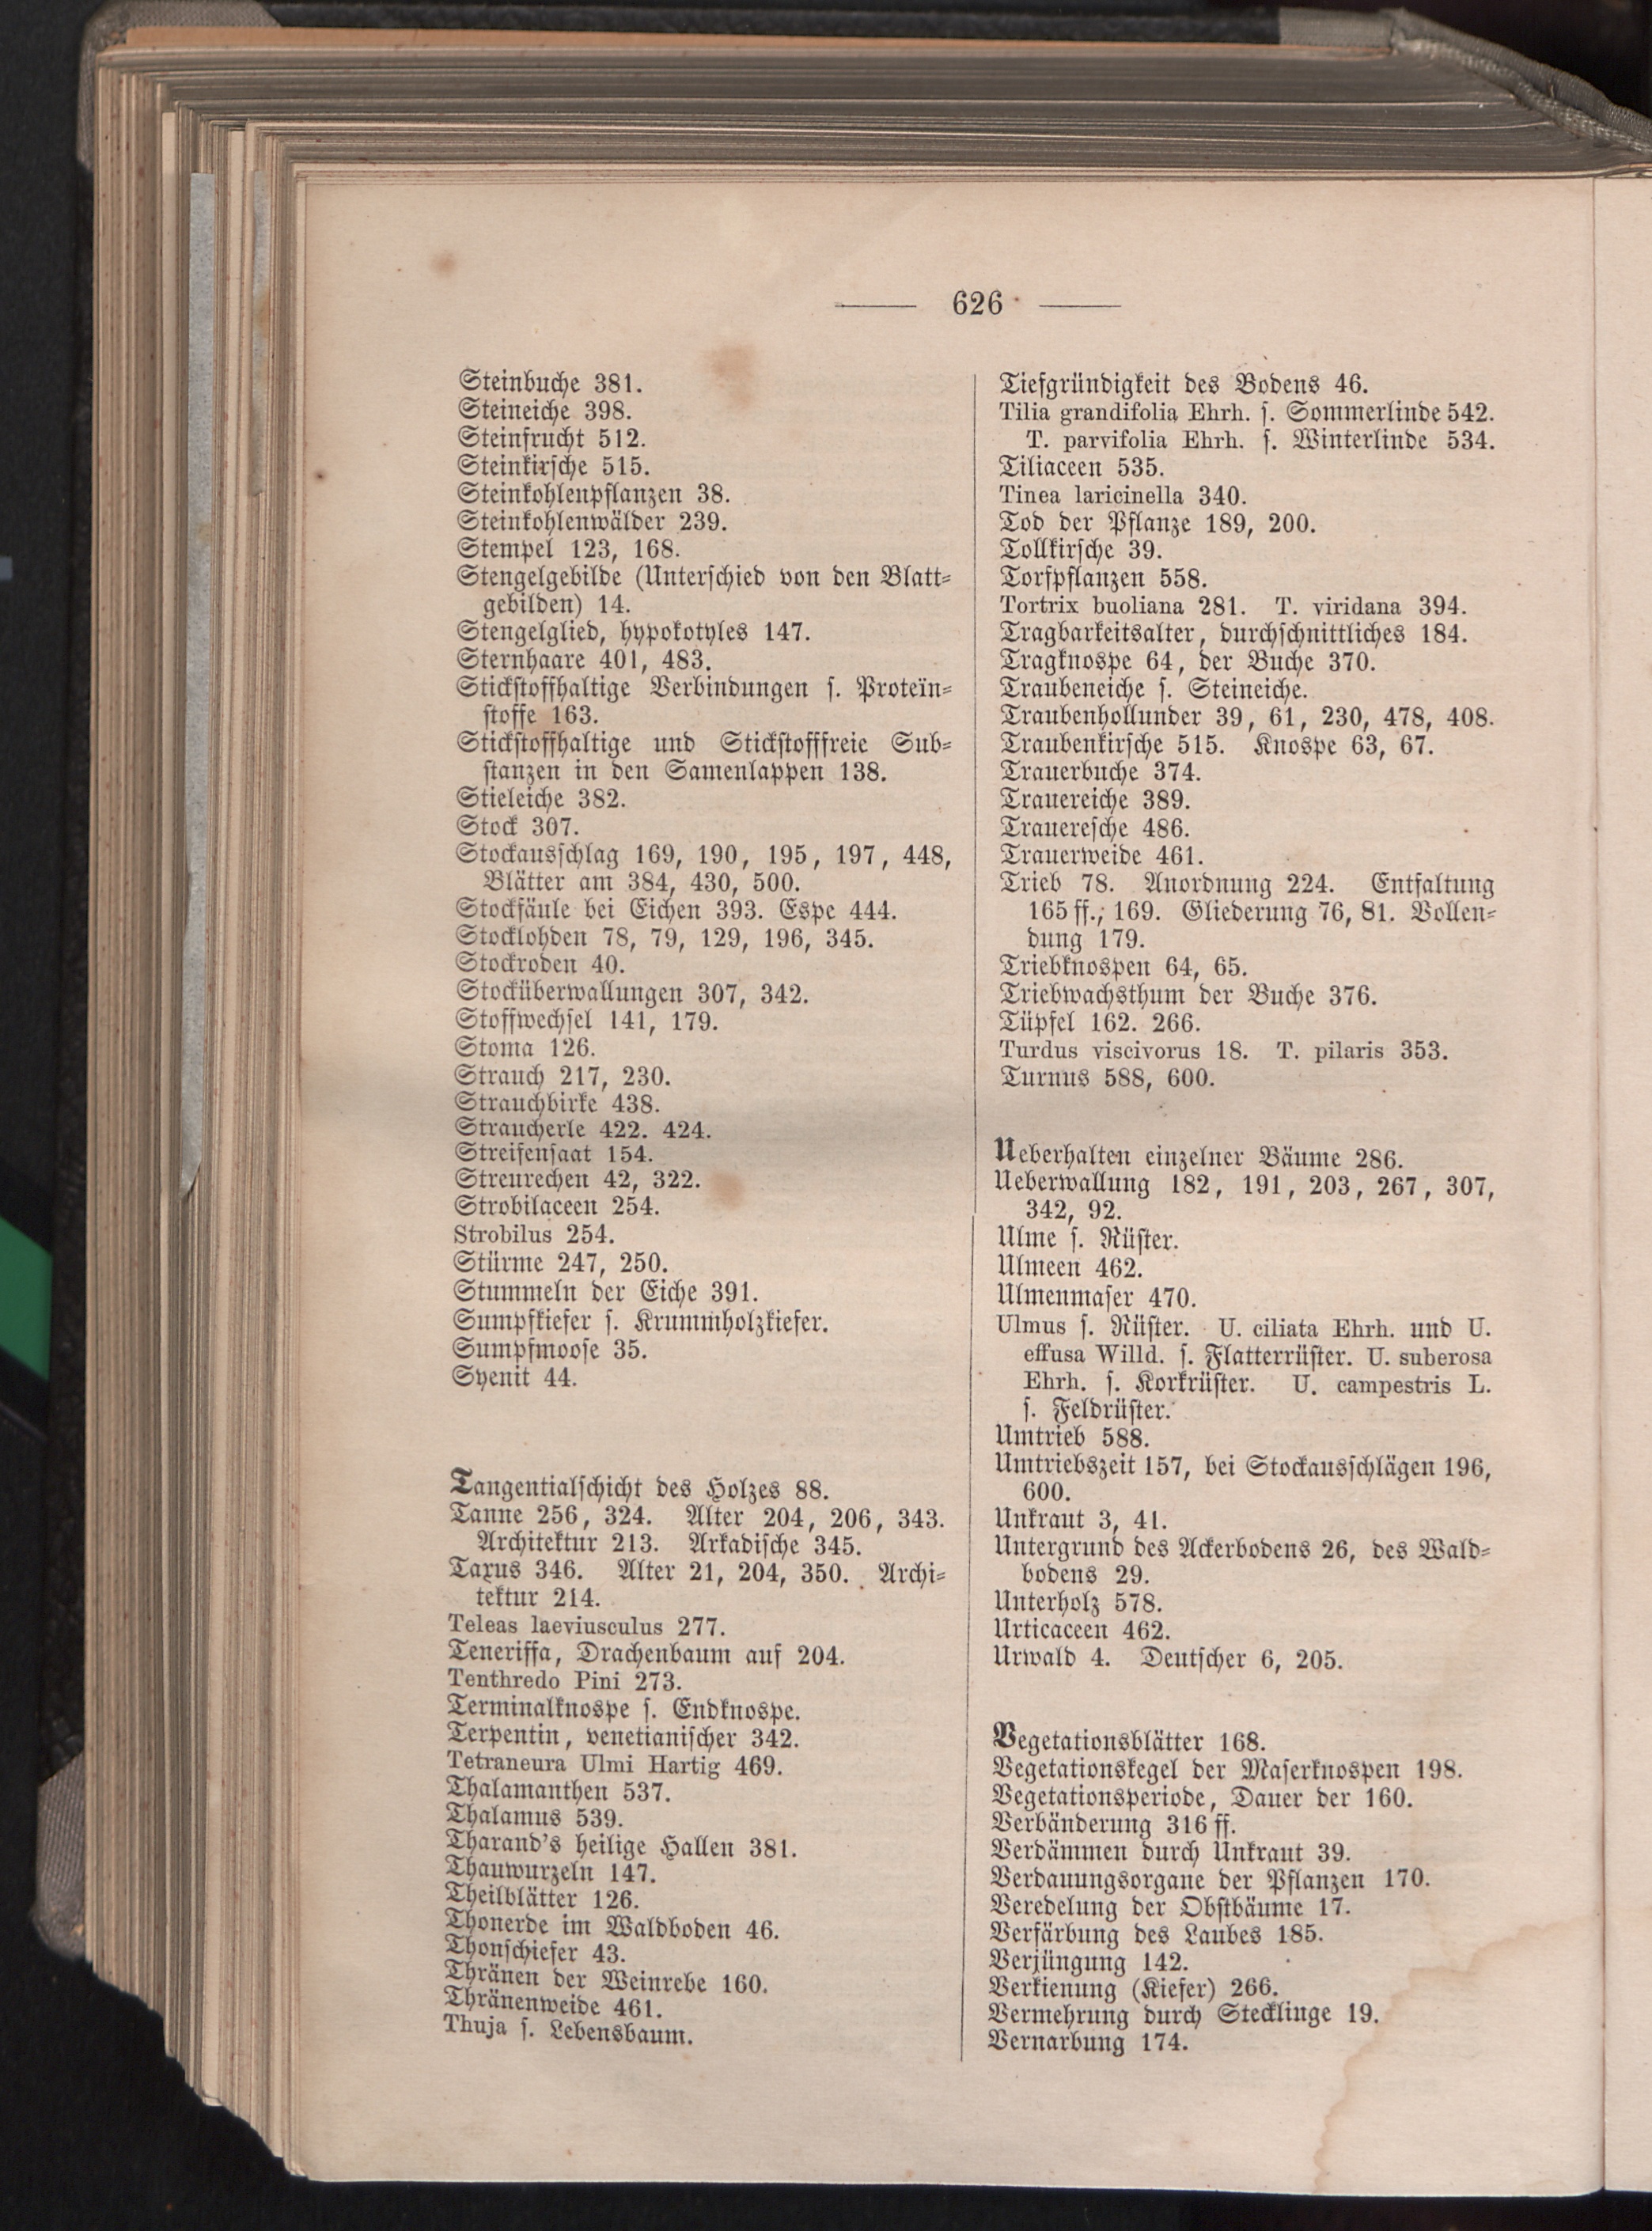 626
Steinbuche 381.
Steineiche 398.
Steinfrucht 512.
Steinkirsche 515.
Steinkohlenpflanzen 38.
Steinkohlenwälder 239.
Stempel 123, 168.
Stengelgebilde (Unterschied von den Blatt=
gebilden) 14.
Stengelglied, hypokotyles 147.
Sternhaare 401, 483.
Stickstoffhaltige Verbindungen s. Proteïn=
stoffe 163.
Stickstoffhaltige und Stickstofffreie Sub=
stanzen in den Samenlappen 138.
Stieleiche 382.
Stock 307.
Stockausschlag 169, 190, 195, 197, 448,
Blätter am 384, 430, 500.
Stockfäule bei Eichen 393. Espe 444.
Stocklohden 78, 79, 129, 196, 345.
Stockroden 40.
Stocküberwallungen 307, 342.
Stoffwechsel 141, 179.
Stoma 126.
Strauch 217, 230.
Strauchbirke 438.
Straucherle 422. 424.
Streifensaat 154.
Streurechen 42, 322.
Strobilaceen 254.
Strobilus 254.
Stürme 247, 250.
Stummeln der Eiche 391.
Sumpfkiefer s. Krummholzkiefer.
Sumpfmoose 35.
Syenit 44.
Tangentialschicht des Holzes 88.
Tanne 256, 324. Alter 204, 206, 343.
Architektur 213. Arkadische 345.
Taxus 346. Alter 21, 204, 350. Archi=
tektur 214.
Teleas laeviusculus 277.
Teneriffa, Drachenbaum auf 204.
Tenthredo Pini 273.
Terminalknospe s. Endknospe.
Terpentin, venetianischer 342.
Tetraneura Ulmi Hartig 469.
Thalamanthen 537.
Thalamus 539.
Tharand's heilige Hallen 381.
Thauwurzeln 147.
Theilblätter 126.
Thonerde im Waldboden 46.
Thonschiefer 43.
Thränen der Weinrebe 160.
Thränenweide 461.
Thuja s. Lebensbaum.
Tiefgründigkeit des Bodens 46.
Tilia grandifolia Ehrh. s. Sommerlinde 542.
T. parvifolia Ehrh. s. Winterlinde 534.
Tiliaceen 535.
Tinea laricinella 340.
Tod der Pflanze 189, 200.
Tollkirsche 39.
Torfpflanzen 558.
Tortrix buoliana 281. T. viridana 394.
Tragbarkeitsalter, durchschnittliches 184.
Tragknospe 64, der Buche 370.
Traubeneiche s. Steineiche.
Traubenhollunder 39, 61, 230, 478, 408.
Traubenkirsche 515. Knospe 63, 67.
Trauerbuche 374.
Trauereiche 389.
Traueresche 486.
Trauerweide 461.
Trieb 78. Anordnung 224. Entfaltung
165 ff., 169. Gliederung 76, 81. Vollen=
dung 179.
Triebknospen 64, 65.
Triebwachsthum der Buche 376.
Tüpfel 162. 266.
Turdus viscivorus 18. T. pilaris 353.
Turnus 588, 600.
Ueberhalten einzelner Bäume 286.
Ueberwallung 182, 191, 203, 267, 307,
342, 92.
Ulme s. Rüster.
Ulmeen 462.
Ulmenmaser 470.
Ulmus s. Rüster. U. ciliata Ehrh. und U.
effusa Willd. s. Flatterrüster. U. suberosa
Ehrh. s. Korkrüster. U. campestris L.
s. Feldrüster.
Umtrieb 588.
Umtriebszeit 157, bei Stockausschlägen 196,
600.
Unkraut 3, 41.
Untergrund des Ackerbodens 26, des Wald=
bodens 29.
Unterholz 578.
Urticaceen 462.
Urwald 4. Deutscher 6, 205.
Vegetationsblätter 168.
Vegetationskegel der Maserknospen 198.
Vegetationsperiode, Dauer der 160.
Verbänderung 316 ff.
Verdämmen durch Unkraut 39.
Verdauungsorgane der Pflanzen 170.
Veredelung der Obstbäume 17.
Verfärbung des Laubes 185.
Verjüngung 142.
Verkienung (Kiefer) 266.
Vermehrung durch Stecklinge 19.
Vernarbung 174.